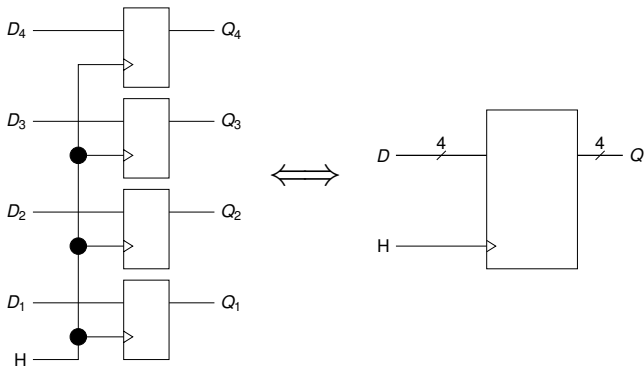 D₄ Q₄
D₃ Q₃
D₂ Q₂
D₁ Q₁
H
D 4 4 Q
H